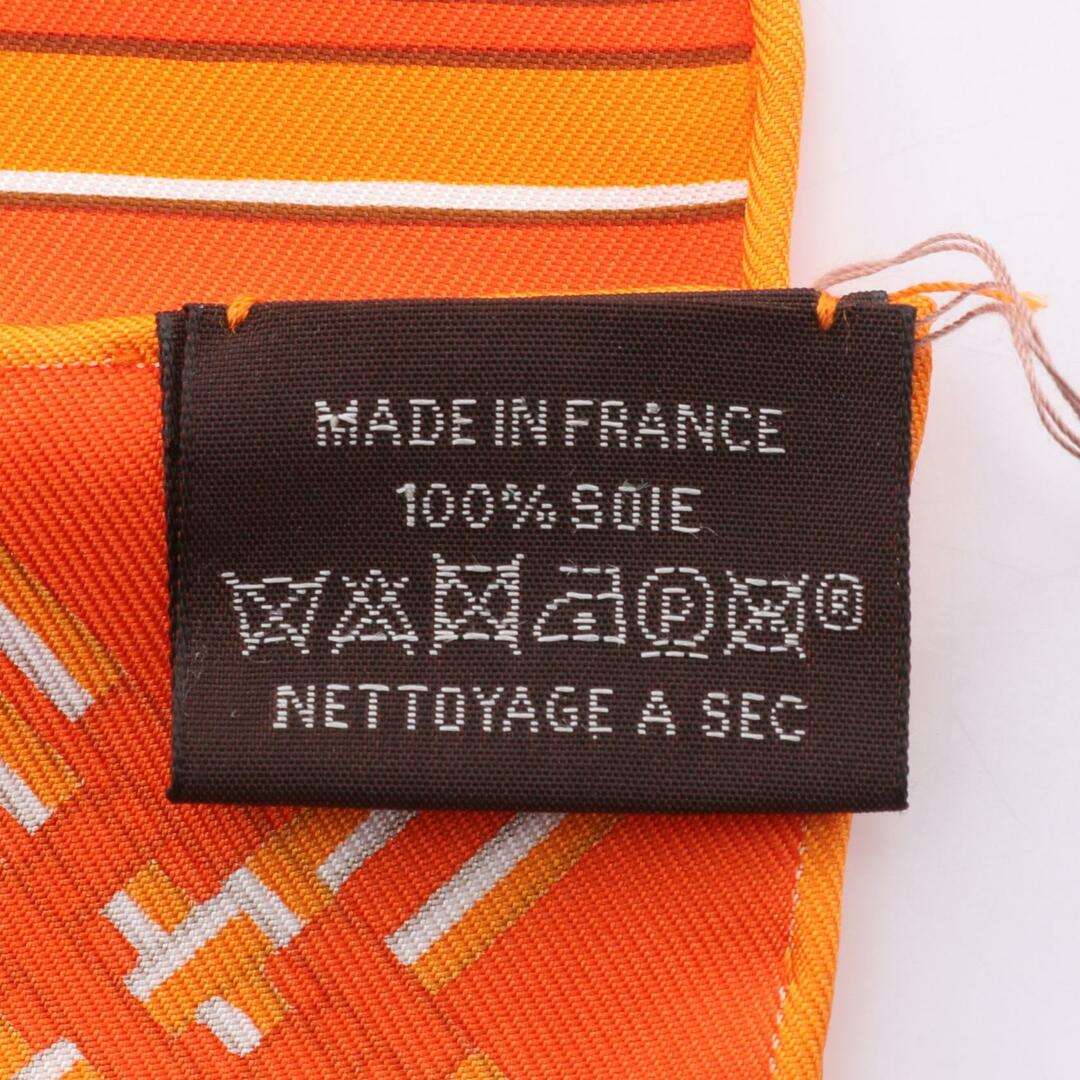 MADE IN FRANCE
100% SOIE
P ®
NETTOYAGE A SEC